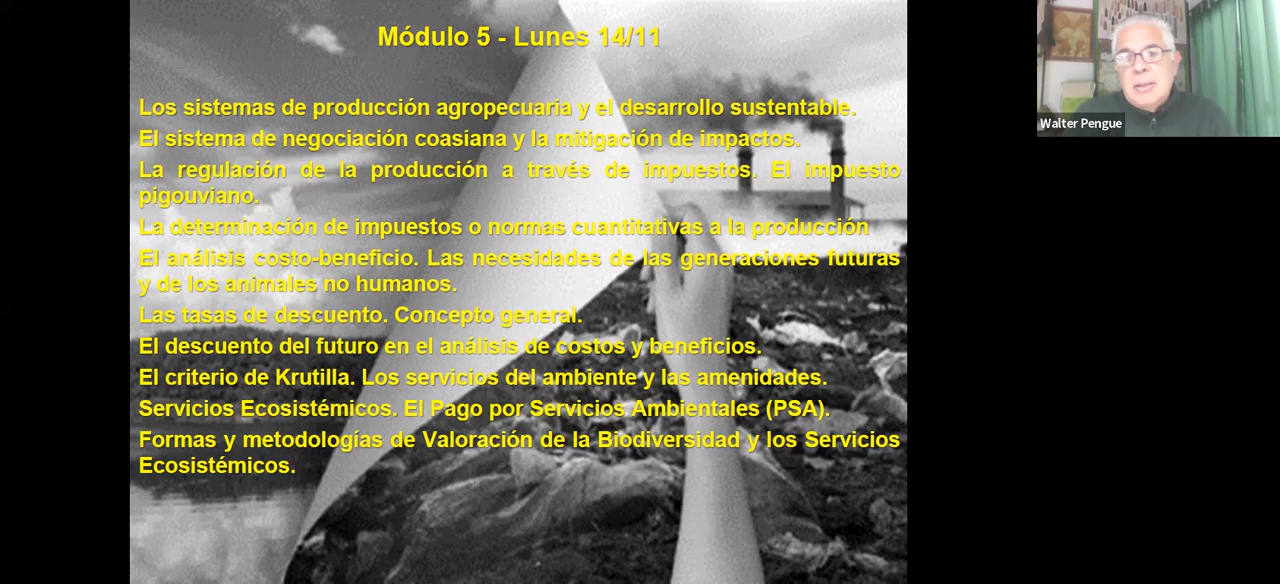 Módulo 5 - Lunes 14/11
Los sistemas de producción agropecuaria y el desarrollo sustentable.
El sistema de negociación coasiana y la mitigación de impactos.
La regulación de la producción a través de impuestos. El impuesto
pigouviano.
La determinación de impuestos o normas cuantitativas a la producción
El análisis costo-beneficio. Las necesidades de las generaciones futuras
y de los animales no humanos.
Las tasas de descuento. Concepto general.
El descuento del futuro en el análisis de costos y beneficios.
El criterio de Krutilla. Los servicios del ambiente y las amenidades.
Servicios Ecosistémicos. El Pago por Servicios Ambientales (PSA).
Formas y metodologías de Valoración de la Biodiversidad y los Servicios
Ecosistémicos.
Walter Pengue